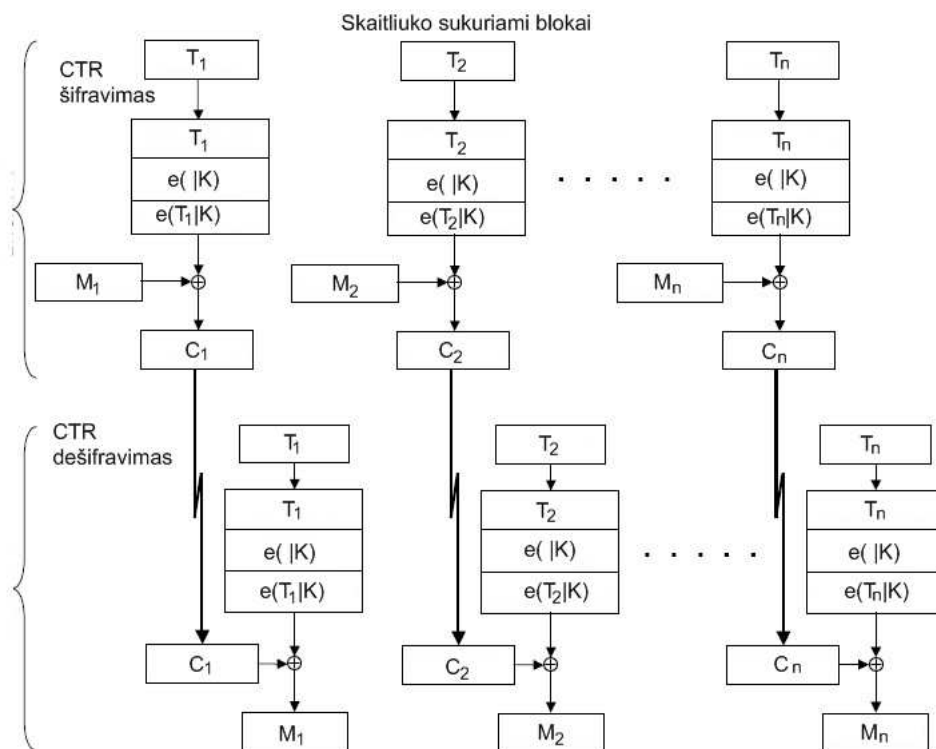 Skaitliuko sukuriami blokai
CTR
šifravimas
T₁ T₂ Tₙ
T₁ T₂ Tₙ
e( |K) e( |K) . . . . . e( |K)
e(T₁|K) e(T₂|K) e(Tₙ|K)
M₁ ⊕ M₂ ⊕ Mₙ ⊕
C₁ C₂ Cₙ
CTR
dešifravimas
T₁ T₂ Tₙ
T₁ T₂ Tₙ
e( |K) e( |K) . . . . . e( |K)
e(T₁|K) e(T₂|K) e(Tₙ|K)
C₁ ⊕ C₂ ⊕ Cₙ ⊕
M₁ M₂ Mₙ